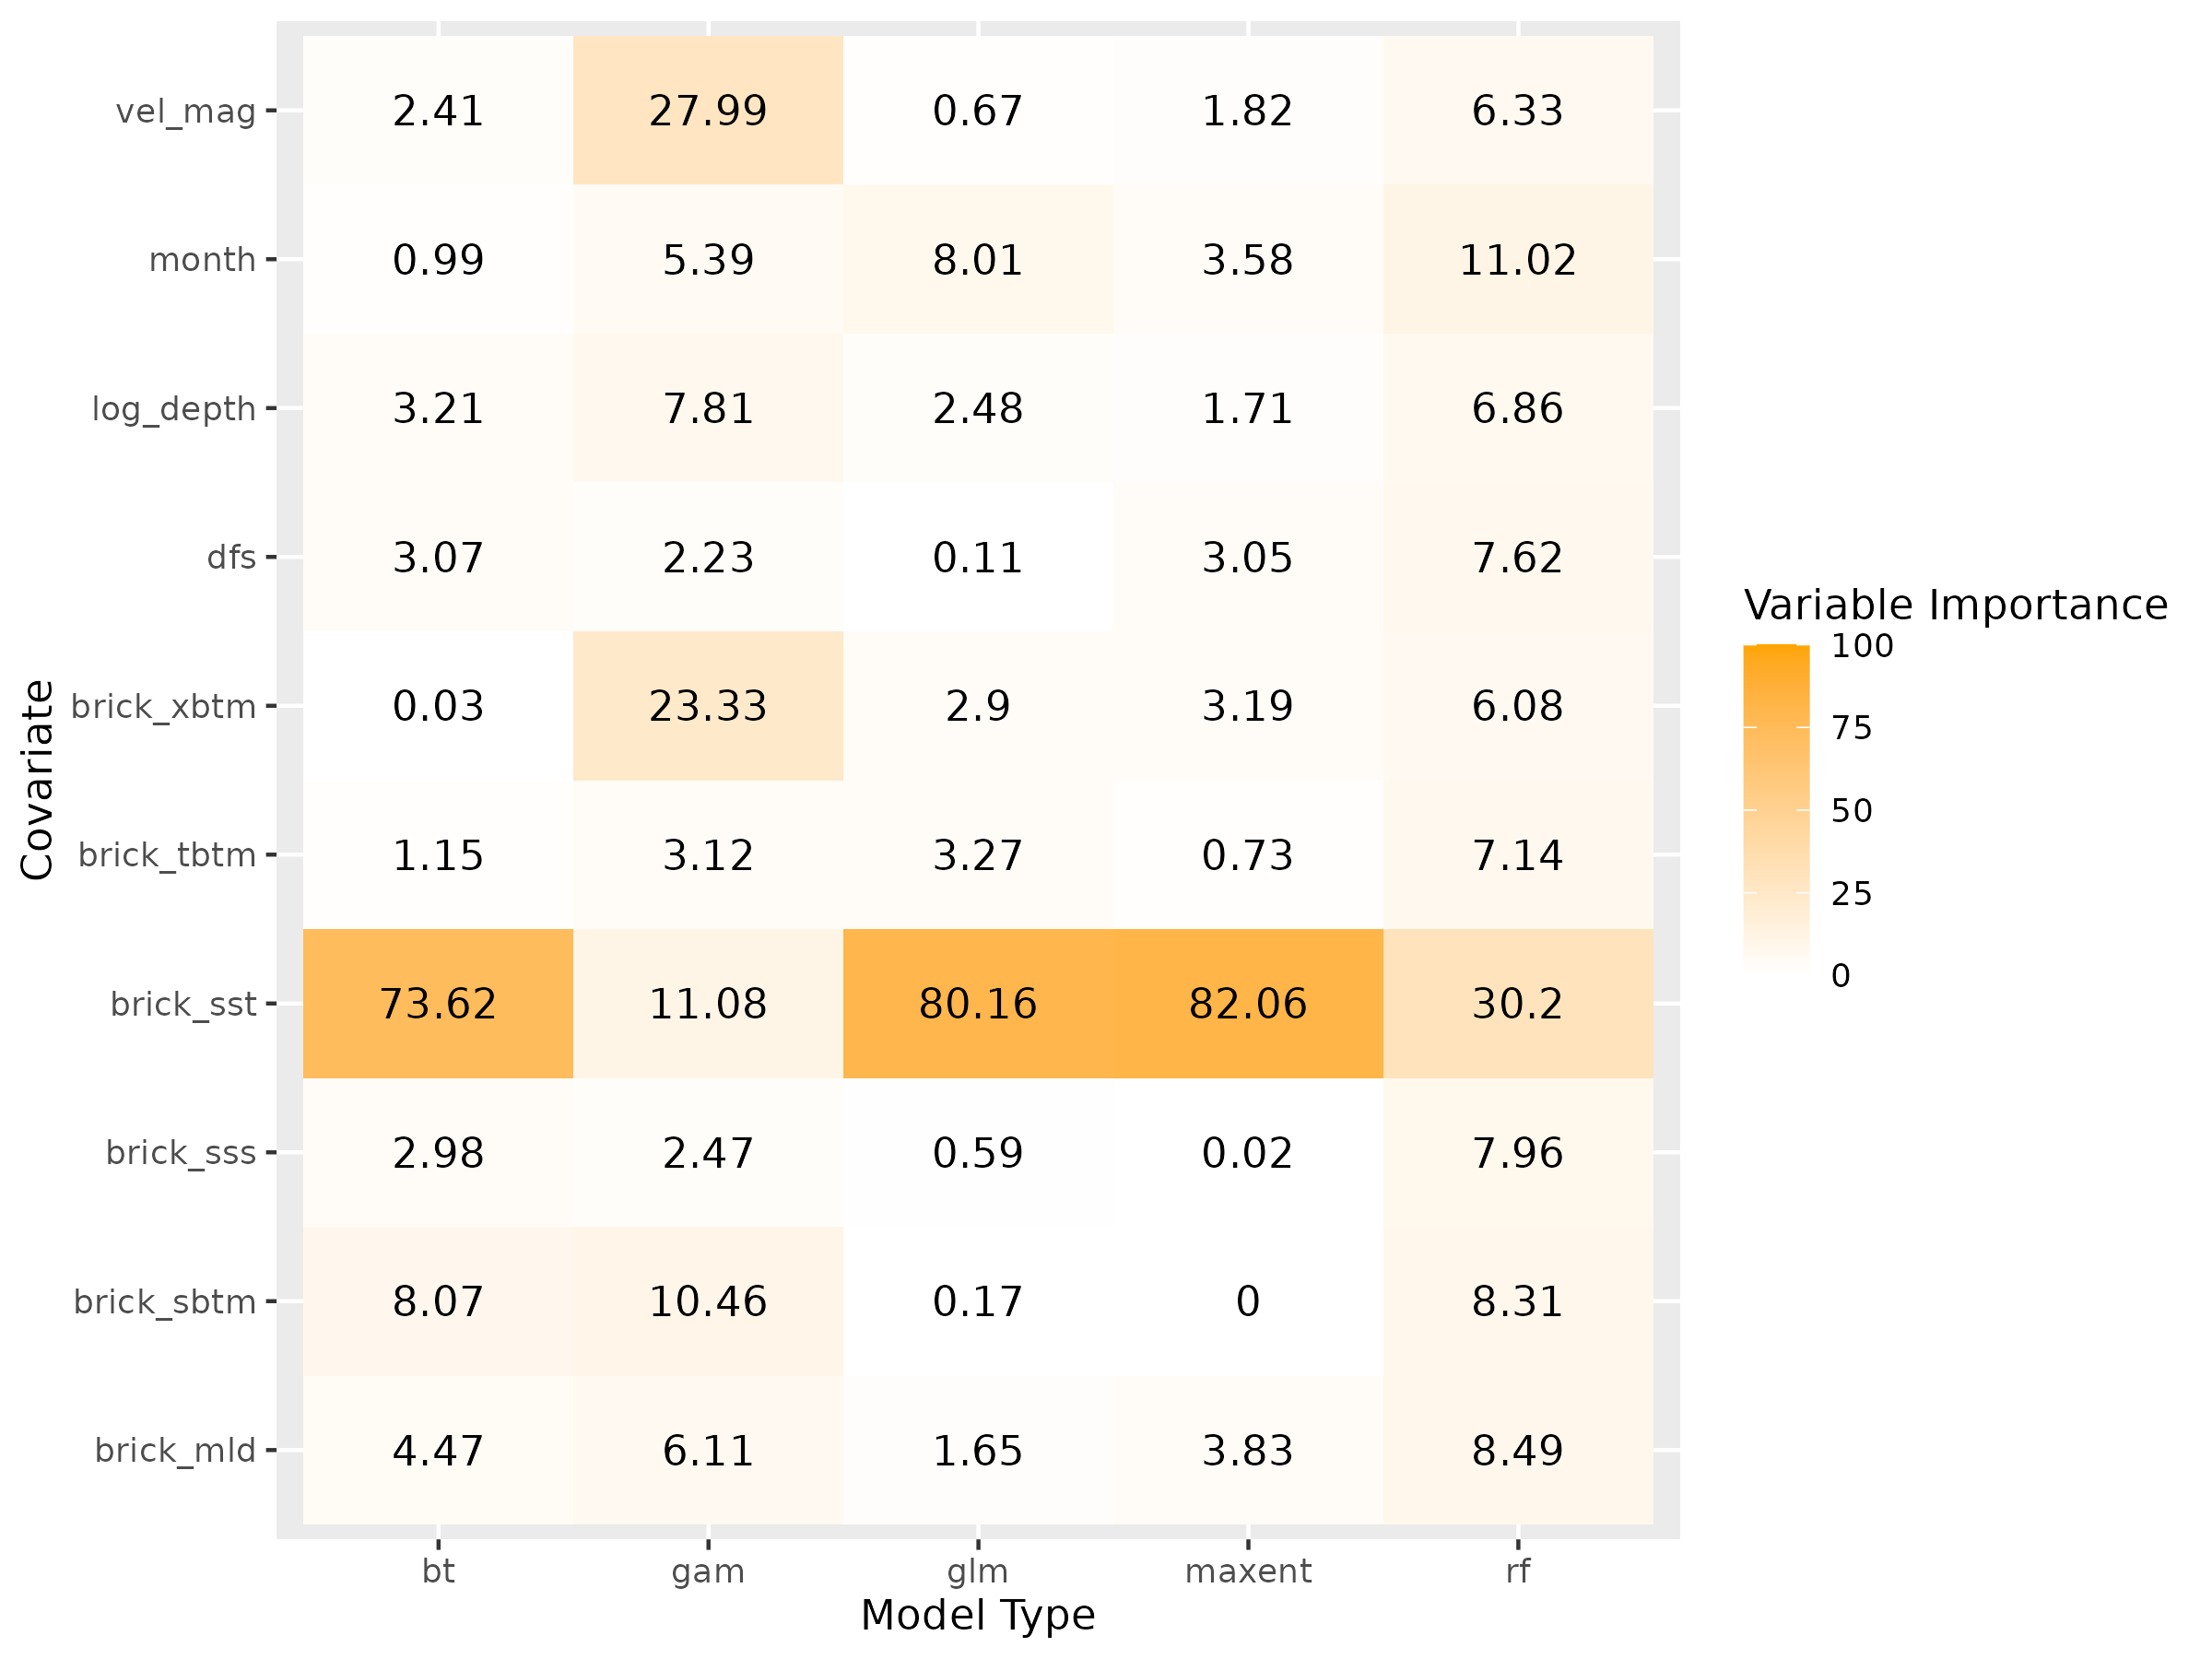 vel_mag 2.41 27.99 0.67 1.82 6.33
month 0.99 5.39 8.01 3.58 11.02
log_depth 3.21 7.81 2.48 1.71 6.86
dfs 3.07 2.23 0.11 3.05 7.62
brick_xbtm 0.03 23.33 2.9 3.19 6.08
brick_tbtm 1.15 3.12 3.27 0.73 7.14
brick_sst 73.62 11.08 80.16 82.06 30.2
brick_sss 2.98 2.47 0.59 0.02 7.96
brick_sbtm 8.07 10.46 0.17 0 8.31
brick_mld 4.47 6.11 1.65 3.83 8.49
bt gam glm maxent rf
Model Type
Covariate
Variable Importance
100
75
50
25
0